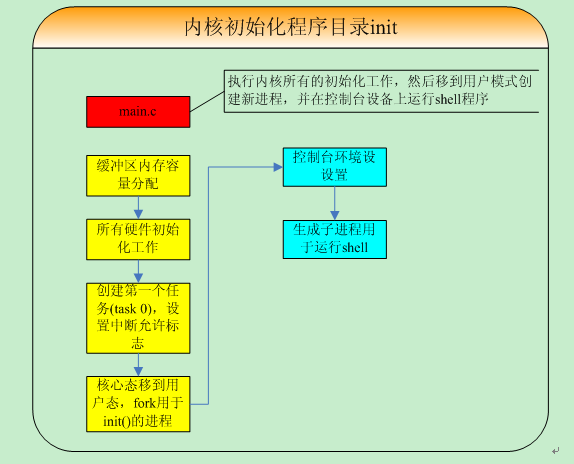 内核初始化程序目录init
执行内核所有的初始化工作，然后移到用户模式创
建新进程，并在控制台设备上运行shell程序
main.c
缓冲区内存容
量分配
所有硬件初始
化工作
创建第一个任
务(task 0)，设
置中断允许标
志
核心态移到用
户态，fork用于
init()的进程
控制台环境设
设置
生成子进程用
于运行shell